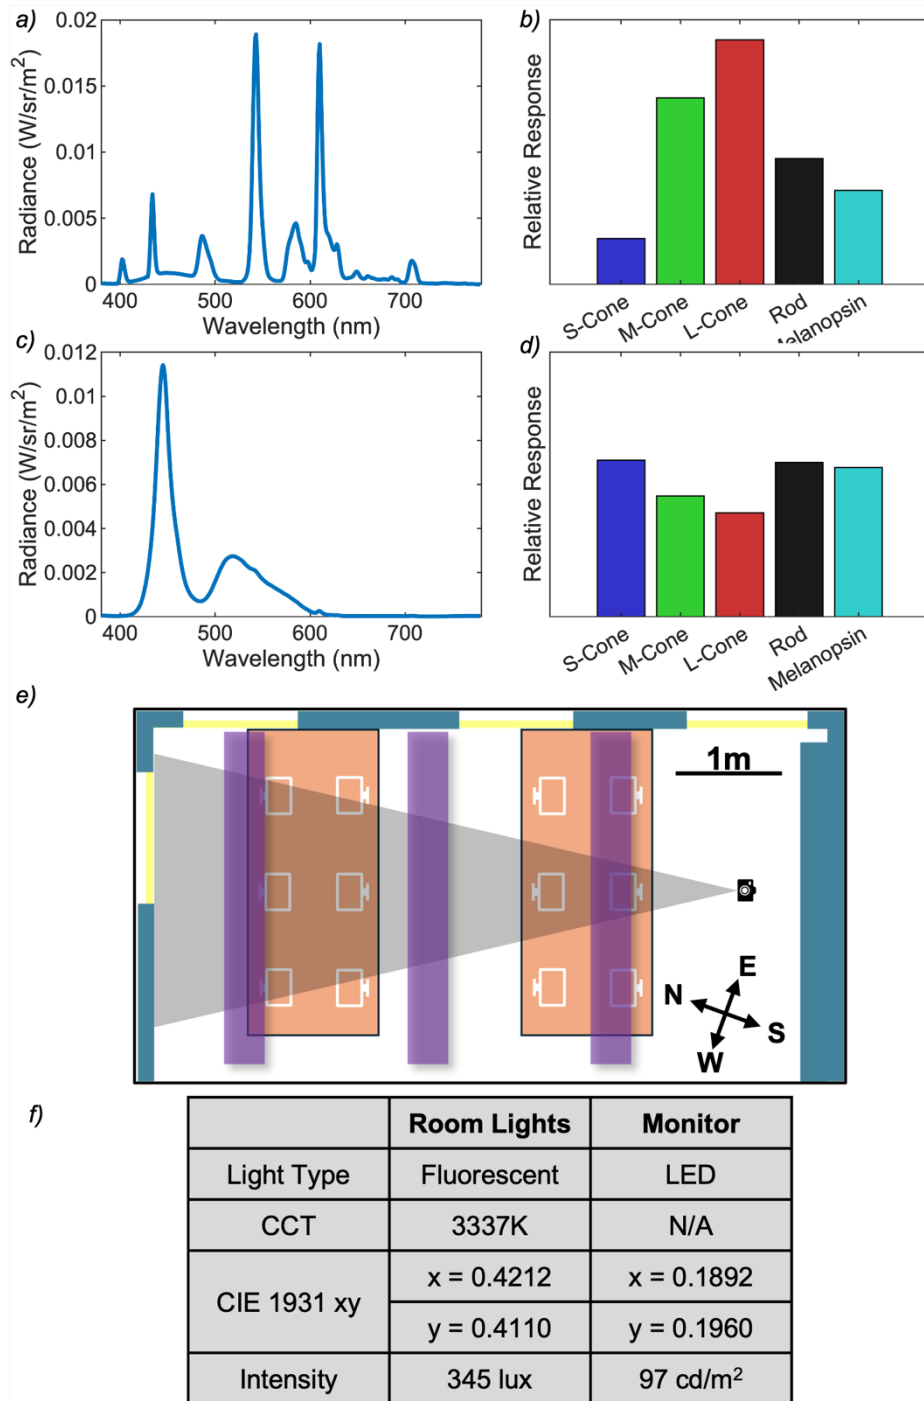 a)
Radiance (W/sr/m²)
0.02
0.015
0.01
0.005
0
400
500
600
700
Wavelength (nm)
b)
Relative Response
S-Cone
M-Cone
L-Cone
Rod
Melanopsin
c)
Radiance (W/sr/m²)
0.012
0.01
0.008
0.006
0.004
0.002
0
400
500
600
700
Wavelength (nm)
d)
Relative Response
S-Cone
M-Cone
L-Cone
Rod
Melanopsin
e)
1m
N
E
S
W
f)
Room Lights Monitor
Light Type Fluorescent LED
CCT 3337K N/A
CIE 1931 xy x = 0.4212 x = 0.1892
y = 0.4110 y = 0.1960
Intensity 345 lux 97 cd/m²